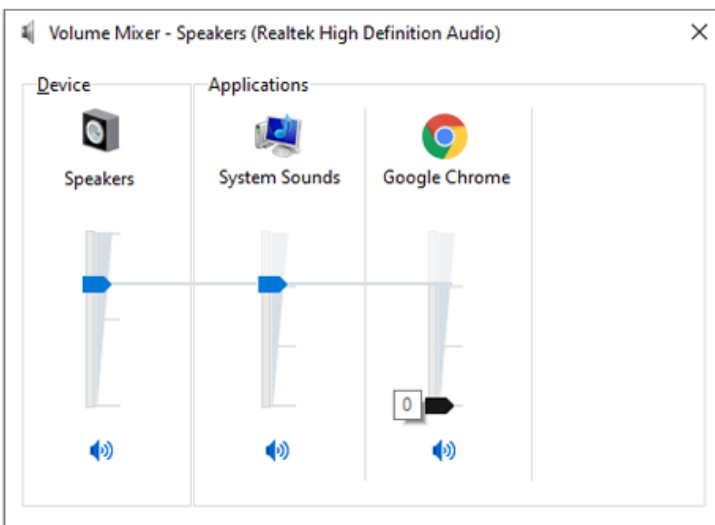 Volume Mixer - Speakers (Realtek High Definition Audio)
Device
Applications
Speakers
System Sounds
Google Chrome
0